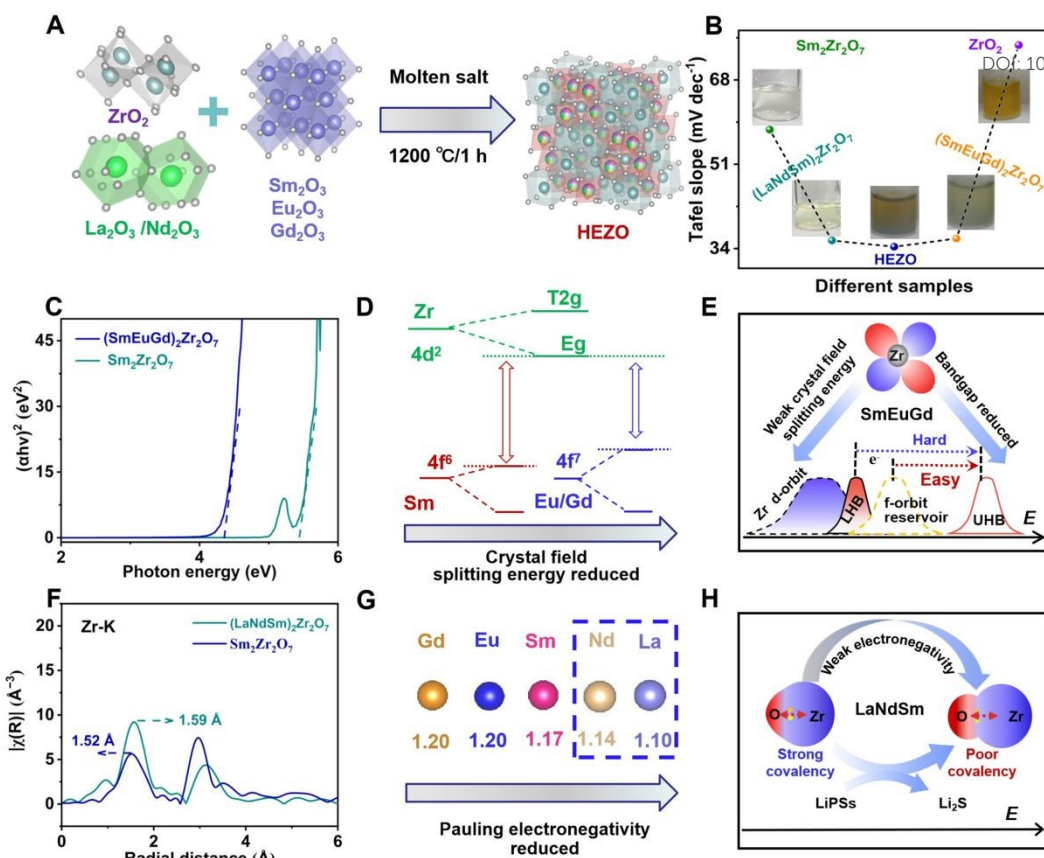 A
ZrO₂
La₂O₃ /Nd₂O₃
Sm₂O₃
Eu₂O₃
Gd₂O₃
Molten salt
1200 ℃/1 h
HEZO
B
Tafel slope (mV dec⁻¹)
68
51
34
Sm₂Zr₂O₇
(LaNdSm)₂Zr₂O₇
HEZO
(SmEuGd)₂Zr₂O₇
ZrO₂
DOI: 10
Different samples
C
(αhv)² (eV²)
45
30
15
0
(SmEuGd)₂Zr₂O₇
Sm₂Zr₂O₇
2 4 6
Photon energy (eV)
D
Zr
4d²
T2g
Eg
4f⁶
Sm
4f⁷
Eu/Gd
Crystal field
splitting energy reduced
E
Zr
SmEuGd
Weak crystal field
splitting energy
Bandgap reduced
Hard
e⁻
Easy
Zr d-orbit
LHB
f-orbit
reservoir
UHB
E
F
Zr-K
|χ(R)| (Å⁻³)
20
15
10
5
0
(LaNdSm)₂Zr₂O₇
Sm₂Zr₂O₇
1.59 Å
1.52 Å
0 2 4 6
Radial distance (Å)
G
Gd Eu Sm Nd La
1.20 1.20 1.17 1.14 1.10
Pauling electronegativity
reduced
H
Weak electronegativity
LaNdSm
O Zr
O Zr
Strong
covalency
Poor
covalency
LiPSs
Li₂S
E